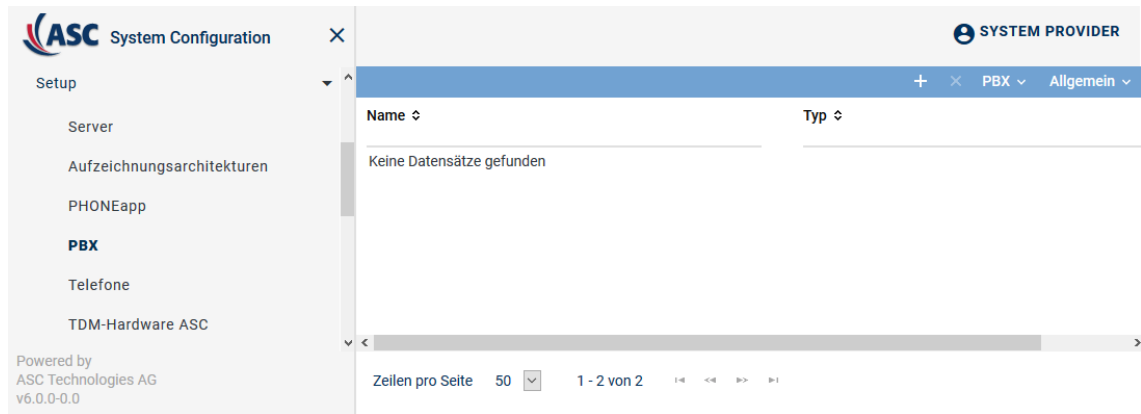 ASC System Configuration
SYSTEM PROVIDER
Setup
Server
Aufzeichnungsarchitekturen
PHONEapp
PBX
Telefone
TDM-Hardware ASC
Powered by
ASC Technologies AG
v6.0.0-0.0
PBX Allgemein
Name Typ
Keine Datensätze gefunden
Zeilen pro Seite 50 1 - 2 von 2